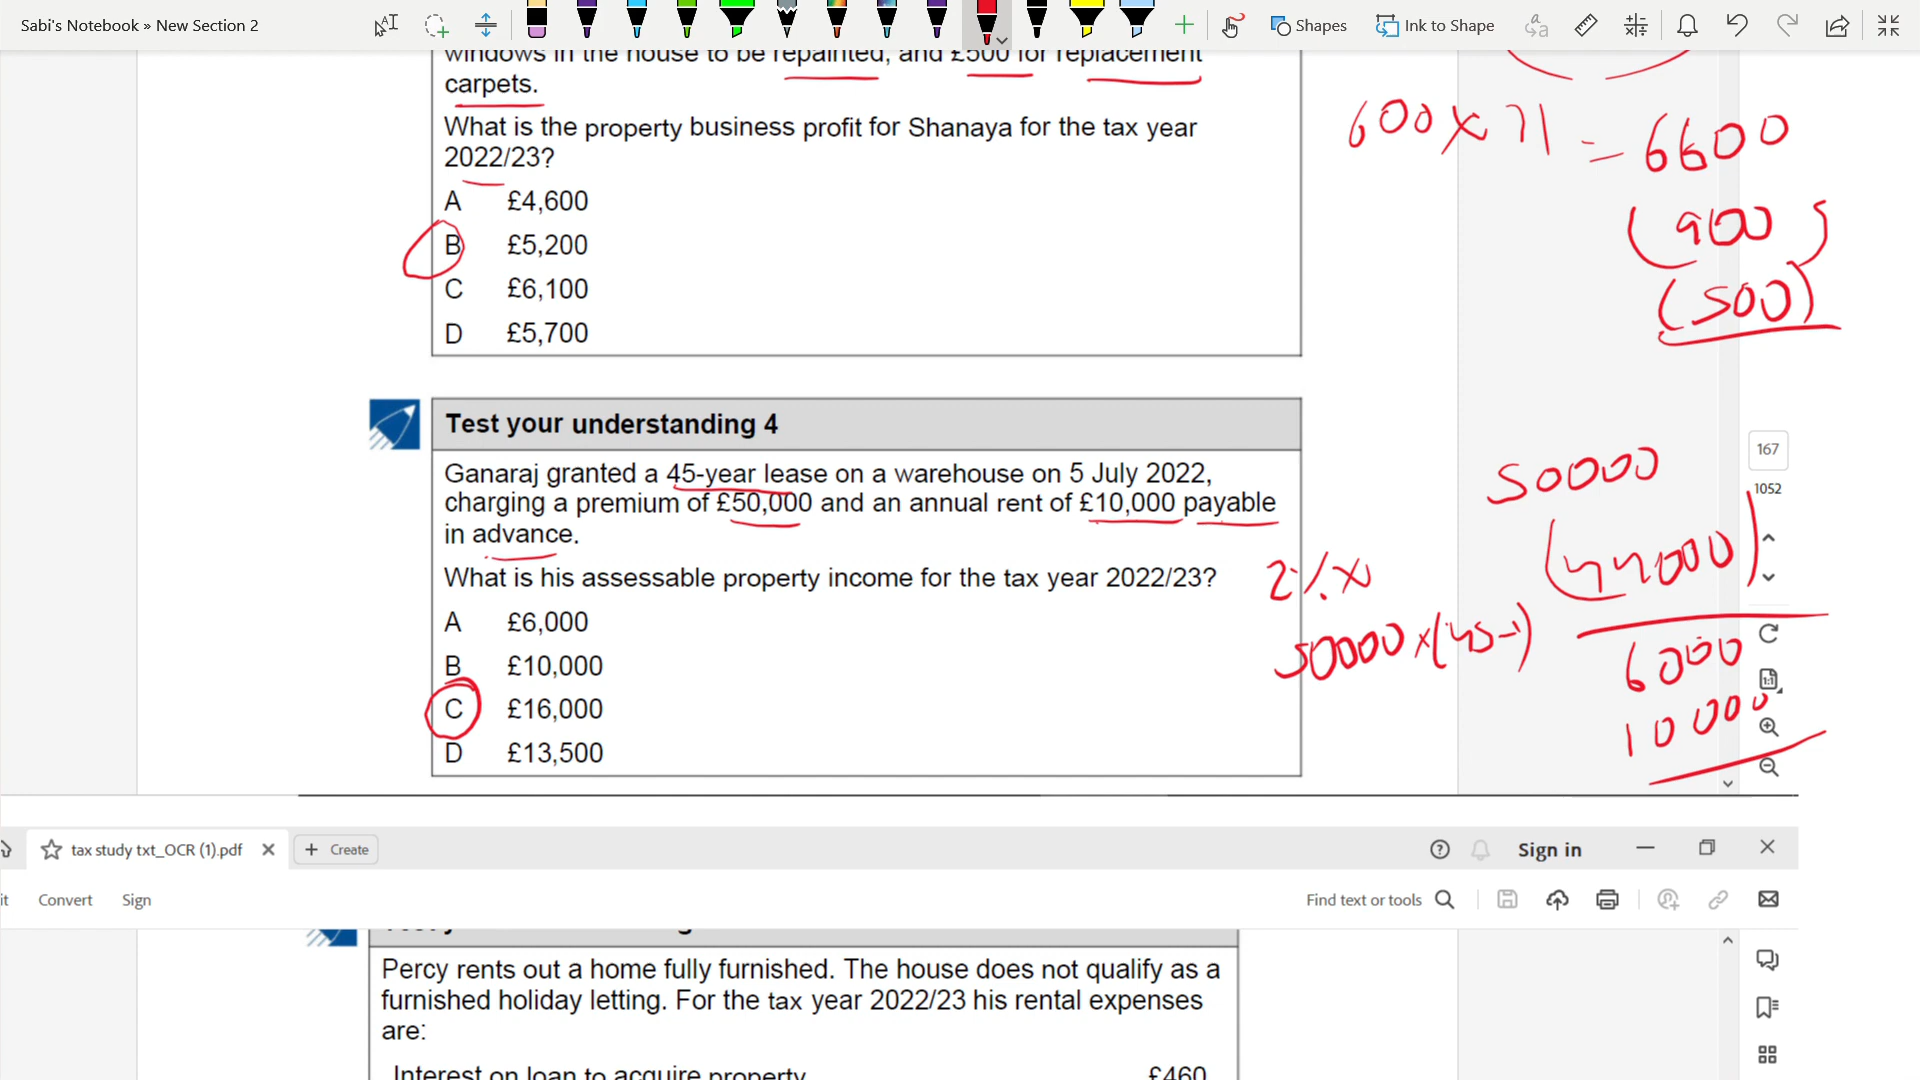 Sabi's Notebook » New Section 2
Shapes
Ink to Shape
windows in the house to be repainted, and £500 for replacement
carpets.
What is the property business profit for Shanaya for the tax year
2022/23?
A £4,600
B £5,200
C £6,100
D £5,700
600 x 11 = 6600
(900)
(500)
Test your understanding 4
Ganaraj granted a 45-year lease on a warehouse on 5 July 2022,
charging a premium of £50,000 and an annual rent of £10,000 payable
in advance.
What is his assessable property income for the tax year 2022/23?
A £6,000
B £10,000
C £16,000
D £13,500
2% x
50000 x (45-1)
50000
(44000)
6000
10000
167
1052
tax study txt_OCR (1).pdf
+ Create
Sign in
it Convert Sign
Find text or tools
Percy rents out a home fully furnished. The house does not qualify as a
furnished holiday letting. For the tax year 2022/23 his rental expenses
are:
Interest on loan to acquire property £460